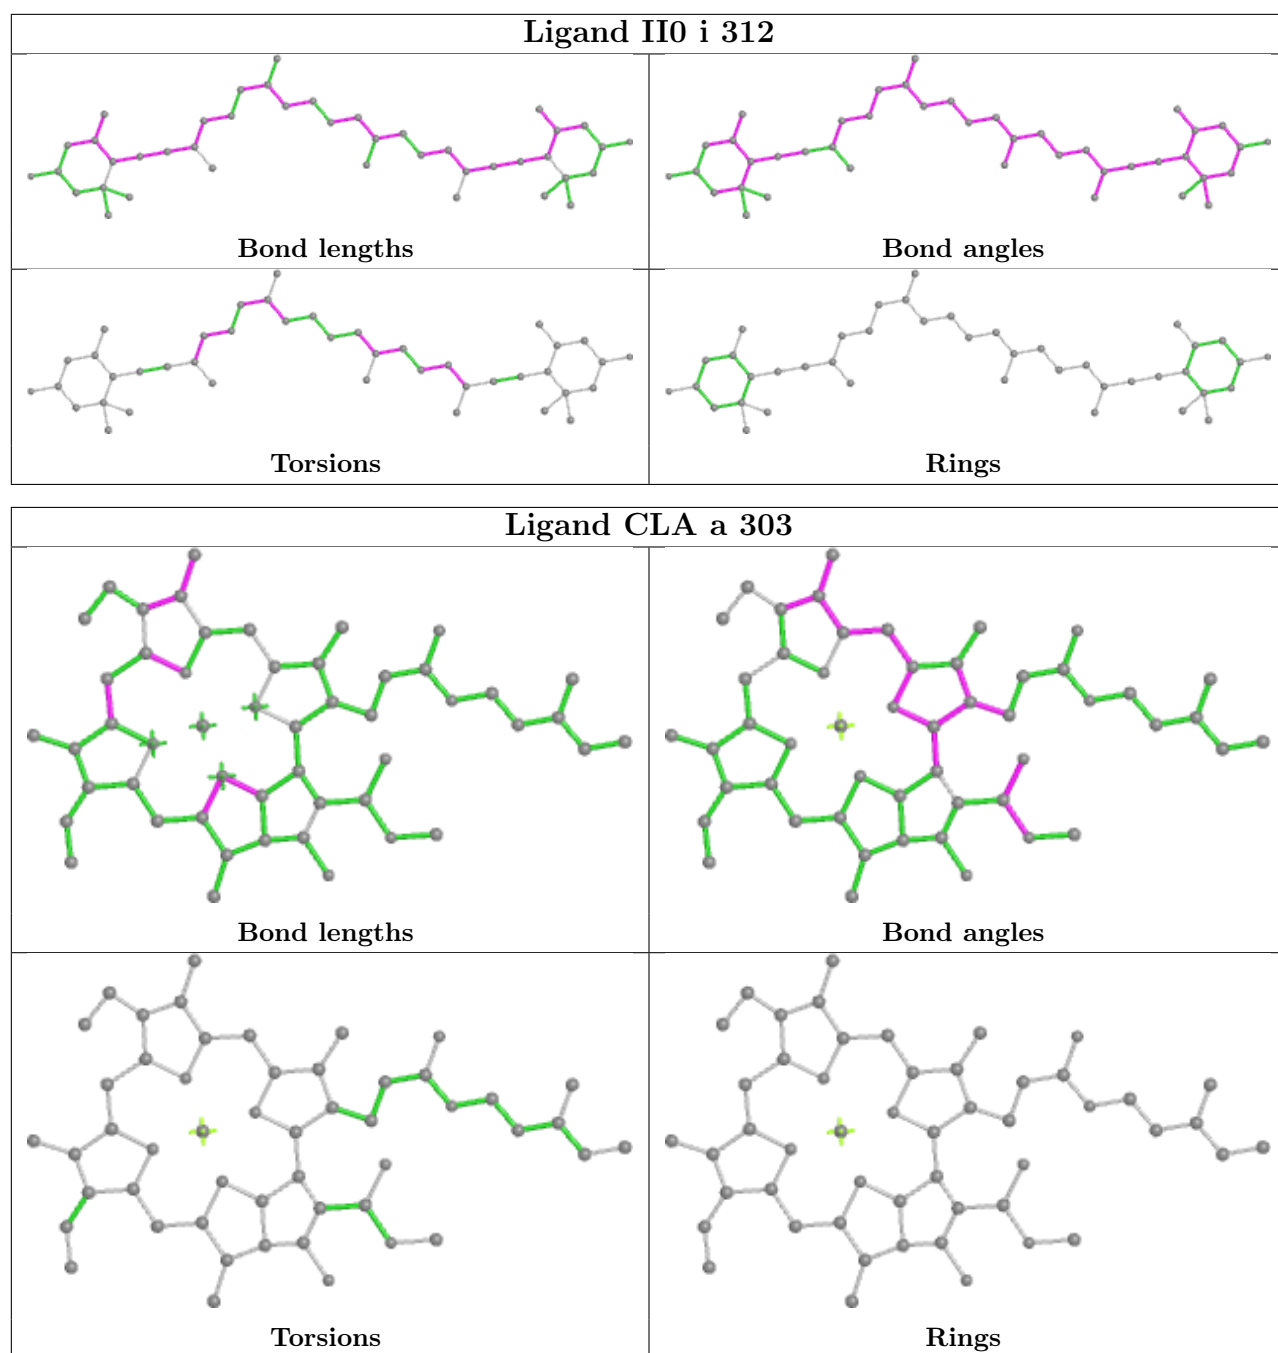 Ligand II0 i 312
Bond lengths
Bond angles
Torsions
Rings
Ligand CLA a 303
Bond lengths
Bond angles
Torsions
Rings